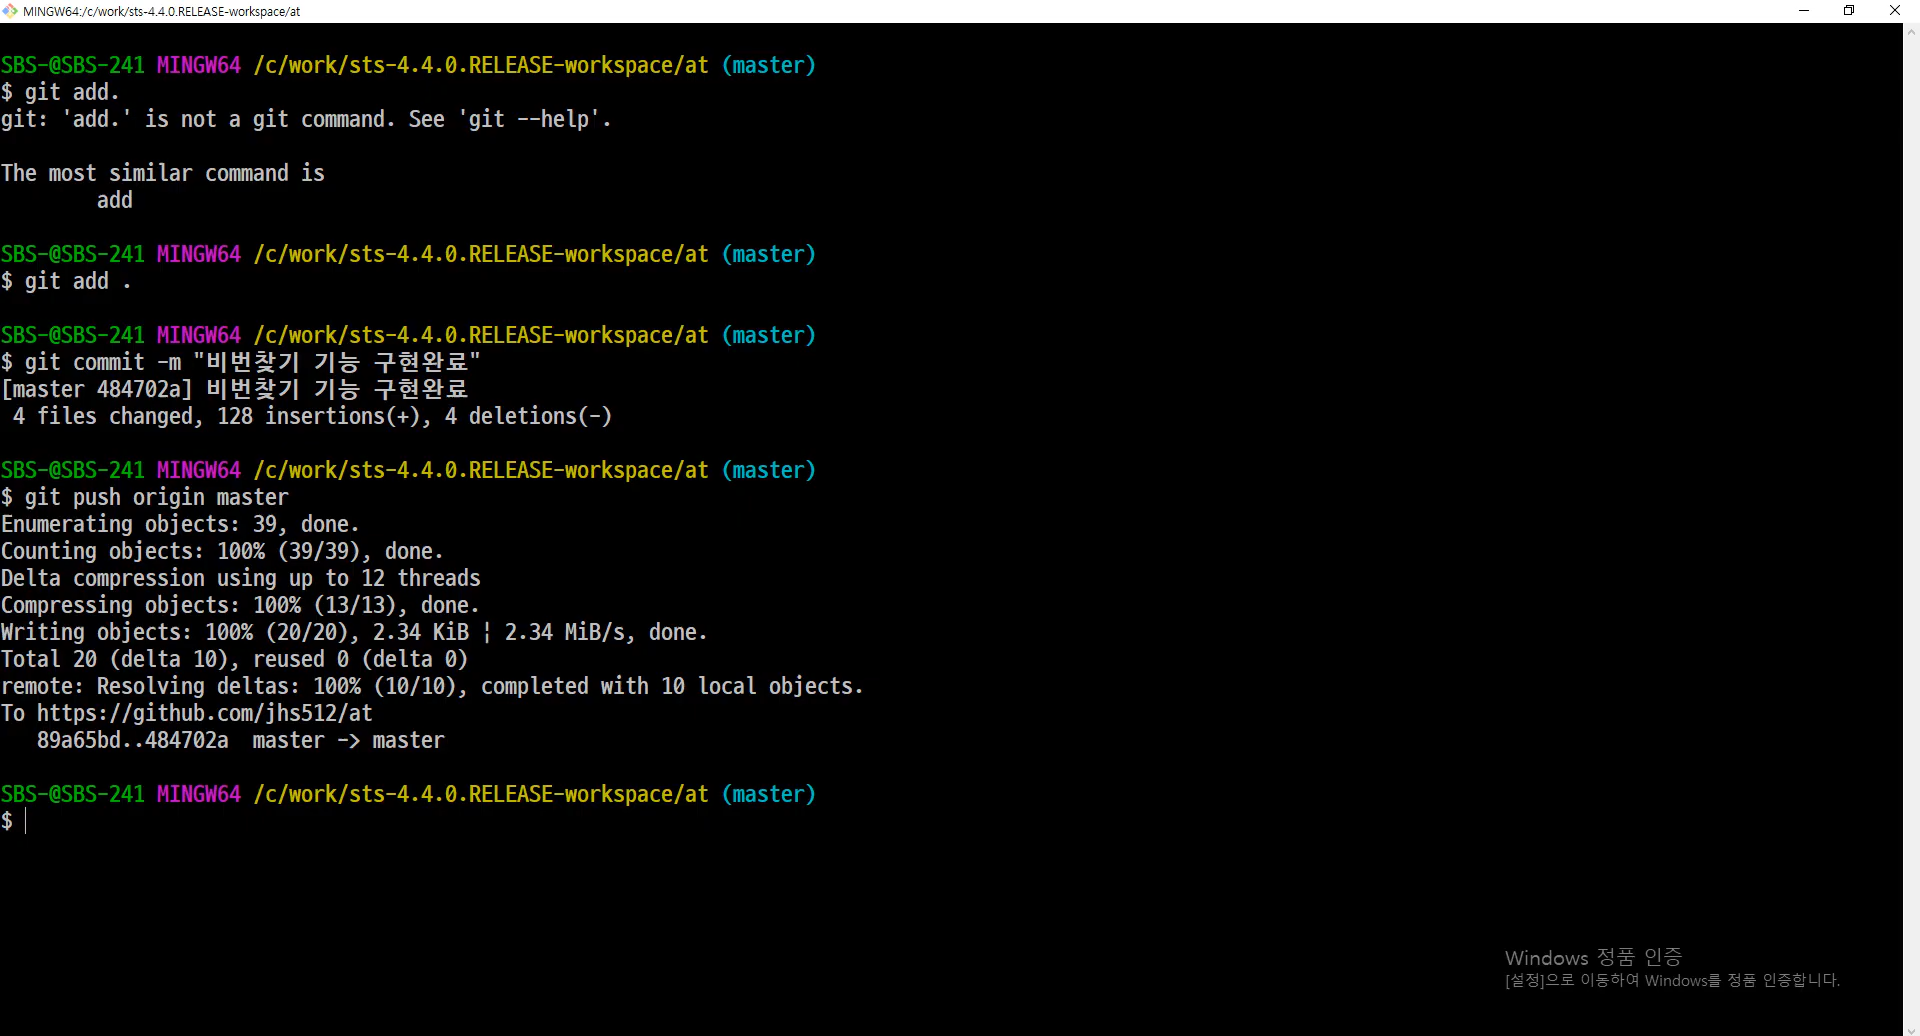 MINGW64:/c/work/sts-4.4.0.RELEASE-workspace/at
SBS-@SBS-241 MINGW64 /c/work/sts-4.4.0.RELEASE-workspace/at (master)
$ git add.
git: 'add.' is not a git command. See 'git --help'.
The most similar command is
add
SBS-@SBS-241 MINGW64 /c/work/sts-4.4.0.RELEASE-workspace/at (master)
$ git add .
SBS-@SBS-241 MINGW64 /c/work/sts-4.4.0.RELEASE-workspace/at (master)
$ git commit -m "비번찾기 기능 구현완료"
[master 484702a] 비번찾기 기능 구현완료
4 files changed, 128 insertions(+), 4 deletions(-)
SBS-@SBS-241 MINGW64 /c/work/sts-4.4.0.RELEASE-workspace/at (master)
$ git push origin master
Enumerating objects: 39, done.
Counting objects: 100% (39/39), done.
Delta compression using up to 12 threads
Compressing objects: 100% (13/13), done.
Writing objects: 100% (20/20), 2.34 KiB ¦ 2.34 MiB/s, done.
Total 20 (delta 10), reused 0 (delta 0)
remote: Resolving deltas: 100% (10/10), completed with 10 local objects.
To https://github.com/jhs512/at
89a65bd..484702a  master -> master
SBS-@SBS-241 MINGW64 /c/work/sts-4.4.0.RELEASE-workspace/at (master)
$
Windows 정품 인증
[설정]으로 이동하여 Windows를 정품 인증합니다.